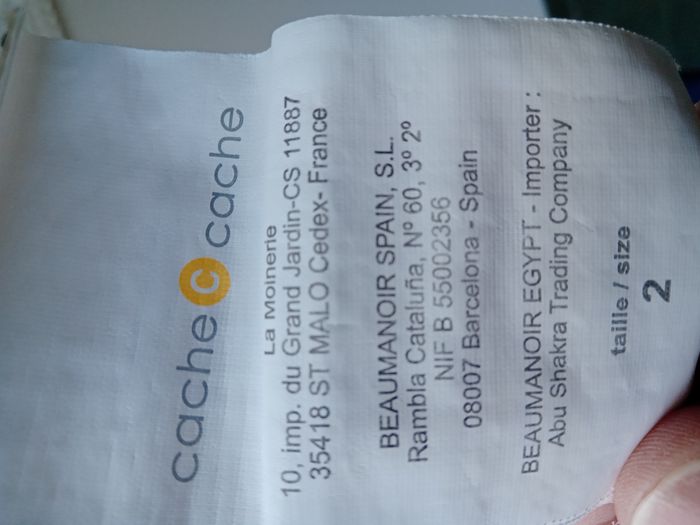 cache C cache
La Moinerie
10, imp. du Grand Jardin-CS 11887
35418 ST MALO Cedex- France
BEAUMANOIR SPAIN, S.L.
Rambla Cataluña, Nº 60, 3º 2º
NIF B 55002356
08007 Barcelona - Spain
BEAUMANOIR EGYPT - Importer :
Abu Shakra Trading Company
taille / size
2